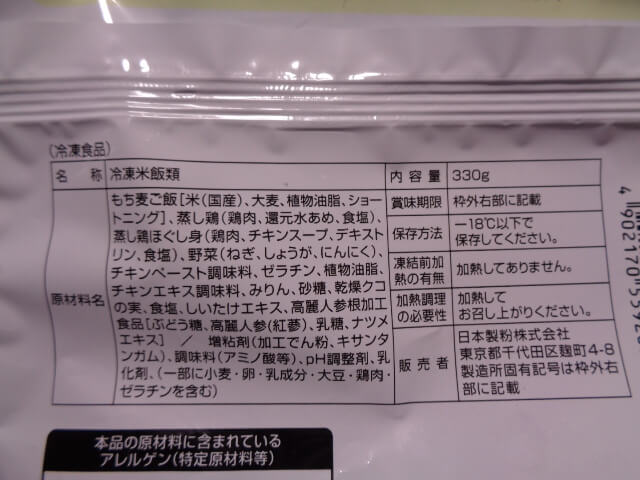 (冷凍食品)
名 称 冷凍米飯類
原材料名
もち麦ご飯[米(国産)、大麦、植物油脂、ショー
トニング]、蒸し鶏(鶏肉、還元水あめ、食塩)、
蒸し鶏ほぐし身(鶏肉、チキンスープ、デキスト
リン、食塩)、野菜(ねぎ、しょうが、にんにく)、
チキンペースト調味料、ゼラチン、植物油脂、
チキンエキス調味料、みりん、砂糖、乾燥クコ
の実、食塩、しいたけエキス、高麗人参根加工
食品[ぶどう糖、高麗人参(紅蔘)、乳糖、ナツメ
エキス] / 増粘剤(加工でん粉、キサンタ
ンガム)、調味料(アミノ酸等)、pH調整剤、乳
化剤、(一部に小麦・卵・乳成分・大豆・鶏肉・
ゼラチンを含む)
内 容 量 330g
賞味期限 枠外右部に記載
保存方法 −18℃以下で
保存してください。
凍結前加
熱の有無 加熱してありません。
加熱調理
の必要性 加熱して
お召し上がりください。
販 売 者 日本製粉株式会社
東京都千代田区麹町4-8
製造所固有記号は枠外右
部に記載
本品の原材料に含まれている
アレルゲン(特定原材料等)